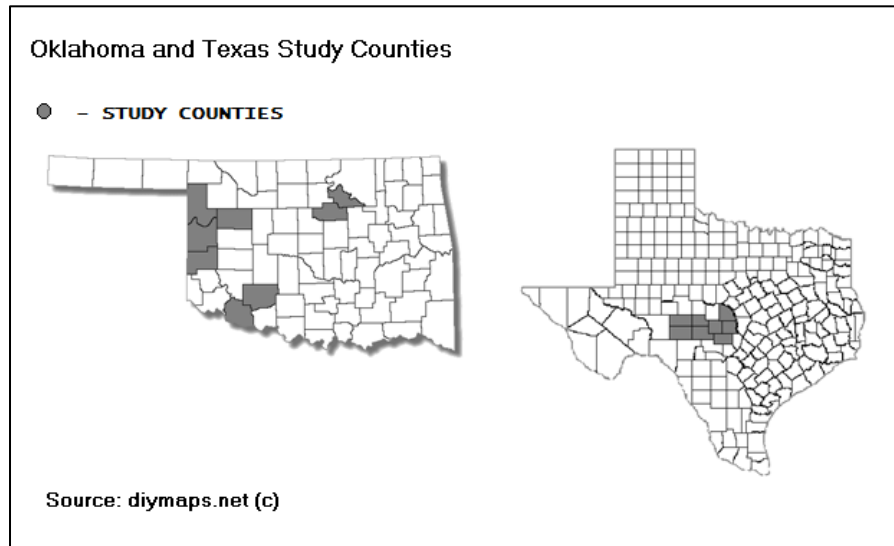 Oklahoma and Texas Study Counties
- STUDY COUNTIES
Source: diymaps.net (c)